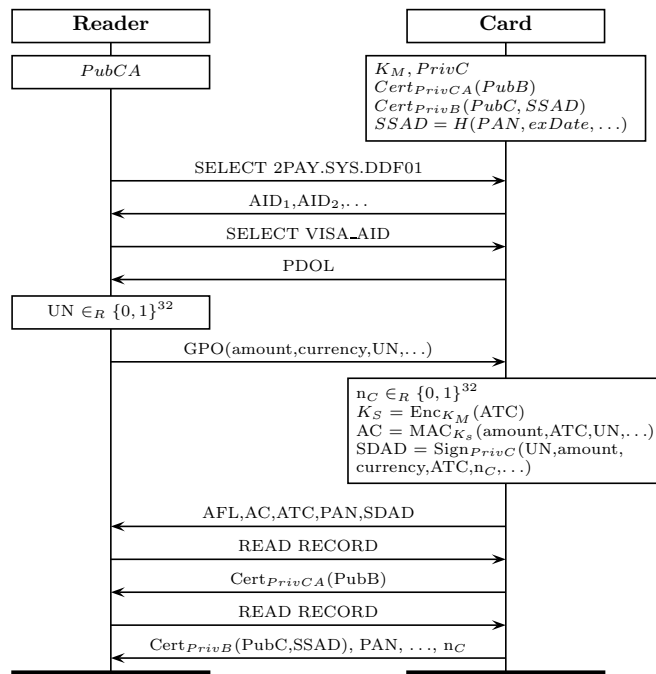 Reader
Card
PubCA
K_M, PrivC
Cert_PrivCA(PubB)
Cert_PrivB(PubC, SSAD)
SSAD = H(PAN, exDate, . . .)
SELECT 2PAY.SYS.DDF01
AID₁,AID₂,. . .
SELECT VISA_AID
PDOL
UN ∈_R {0, 1}³²
GPO(amount,currency,UN,. . .)
n_C ∈_R {0, 1}³²
K_S = Enc_K_M(ATC)
AC = MAC_K_s(amount,ATC,UN,. . .)
SDAD = Sign_PrivC(UN,amount,
currency,ATC,n_C,. . .)
AFL,AC,ATC,PAN,SDAD
READ RECORD
Cert_PrivCA(PubB)
READ RECORD
Cert_PrivB(PubC,SSAD), PAN, . . ., n_C